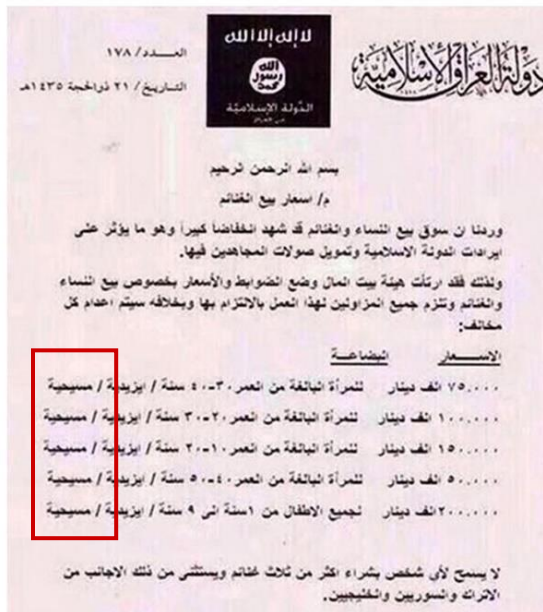 دولة العراق الإسلامية
لا إله إلا الله
الله
رسول
محمد
الدولة الإسلامية
العـــدد/ ١٧٨
التـاريـخ/ ٢١ ذوالحجة ١٤٣٥هـ
بسم الله الرحمن الرحيم
م/ اسعار بيع الغنائم
وردنا ان سوق بيع النساء والغنائم قد شهد انخفاضاً كبيراً وهو ما يؤثر على
ايرادات الدولة الاسلامية وتمويل صولات المجاهدين فيها.
ولذلك فقد ارتأت هيئة بيت المال وضع الضوابط والأسعار بخصوص بيع النساء
والغنائم وتلزم جميع المزاولين لهذا العمل بالالتزام بها وبخلافه سيتم اعدام كل
مخالف:
الاســعار البضاعــة
٧٥,٠٠٠ الف دينار للمرأة البالغة من العمر ٣٠-٤٠ سنة / ايزيدية / مسيحية
١٠٠,٠٠٠ الف دينار للمرأة البالغة من العمر ٢٠-٣٠ سنة / ايزيدية / مسيحية
١٥٠,٠٠٠ الف دينار للمرأة البالغة من العمر ١٠-٢٠ سنة / ايزيدية / مسيحية
٥٠,٠٠٠ الف دينار للمرأة البالغة من العمر ٤٠-٥٠ سنة / ايزيدية / مسيحية
٢٠٠,٠٠٠ الف دينار لجميع الاطفال من ١سنة الى ٩ سنة / ايزيدية / مسيحية
لا يسمح لأي شخص بشراء اكثر من ثلاث غنائم ويستثنى من ذلك الاجانب من
الاتراك والسوريين والخليجيين.